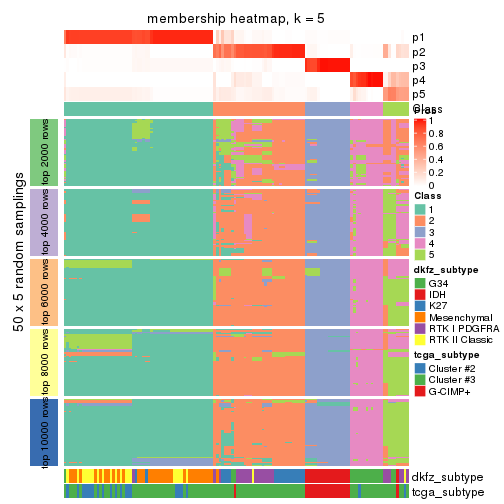 membership heatmap, k = 5
p1
p2
p3
p4
p5
Class
1
0.8
0.6
0.4
0.2
0
Class
1
2
3
4
5
dkfz_subtype
G34
IDH
K27
Mesenchymal
RTK I PDGFRA
RTK II Classic
tcga_subtype
Cluster #2
Cluster #3
G-CIMP+
50 x 5 random samplings
top 2000 rows
top 4000 rows
top 6000 rows
top 8000 rows
top 10000 rows
dkfz_subtype
tcga_subtype